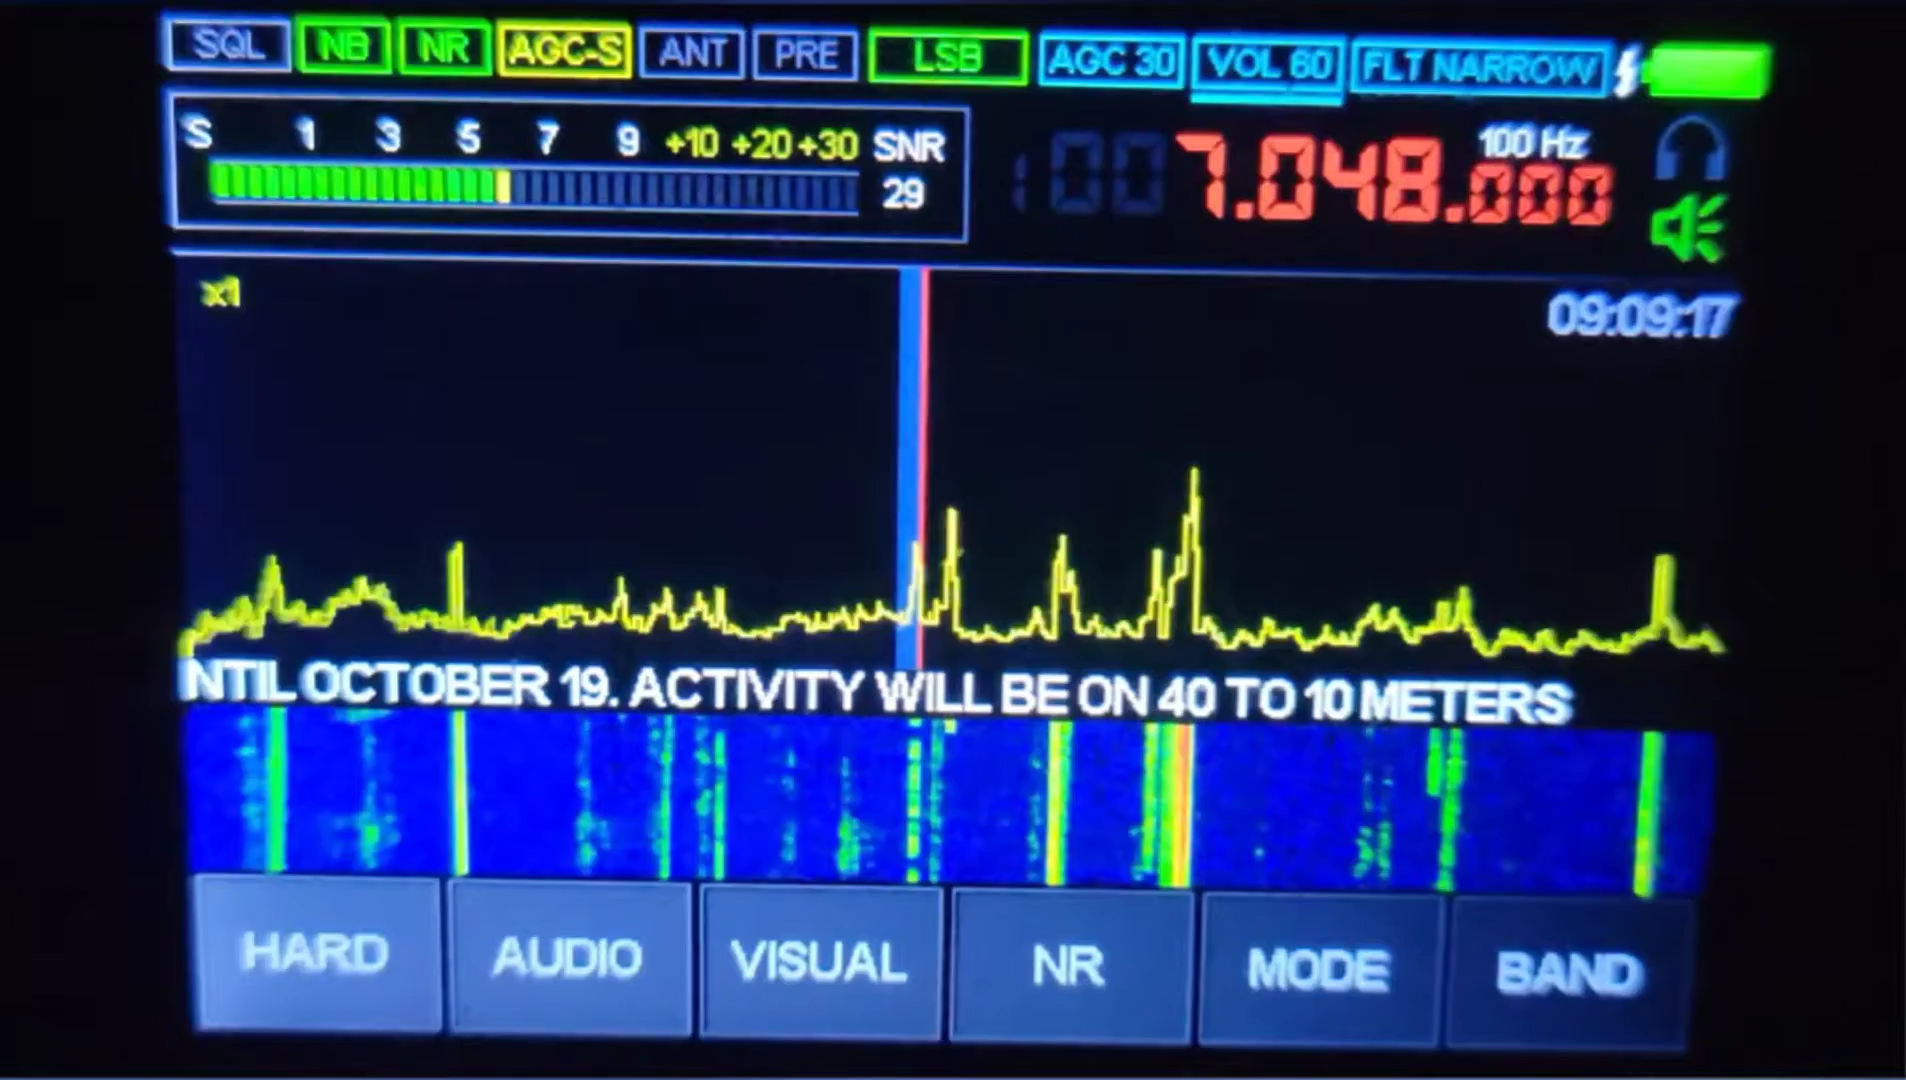 SQL NB NR AGC-S ANT PRE LSB AGC 30 VOL 60 FLT NARROW
S 1 3 5 7 9 +10 +20 +30 SNR
29
100 Hz
7.048.000
x1
09:09:17
NTIL OCTOBER 19. ACTIVITY WILL BE ON 40 TO 10 METERS
HARD AUDIO VISUAL NR MODE BAND